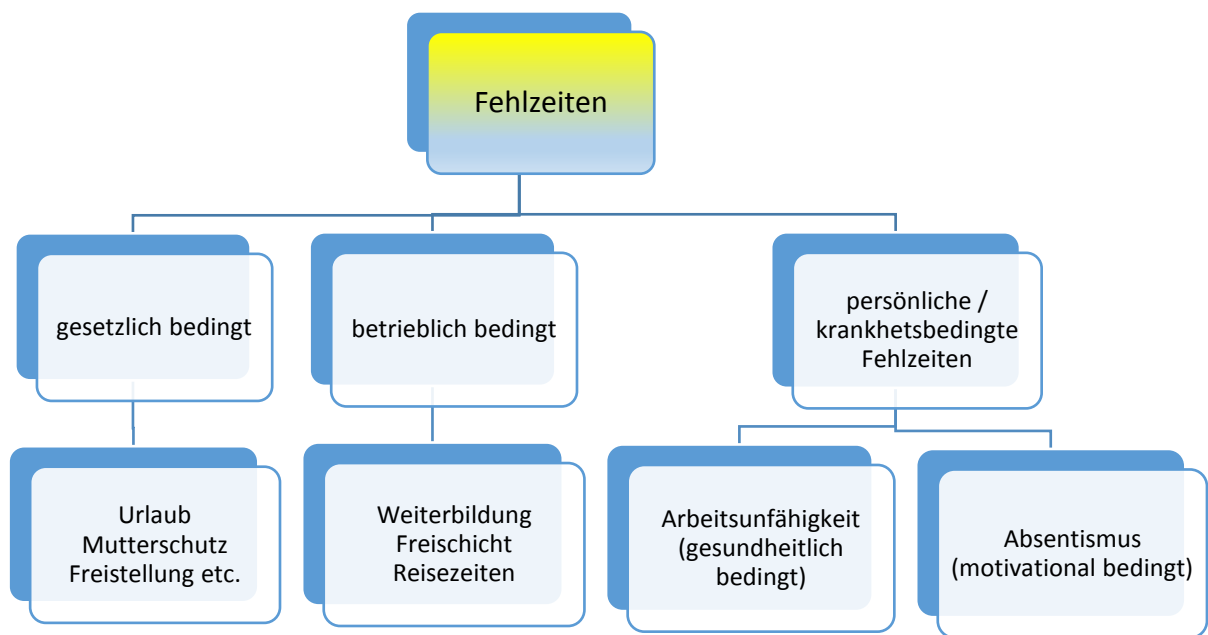 Fehlzeiten
gesetzlich bedingt
betrieblich bedingt
persönliche /
krankhetsbedingte
Fehlzeiten
Urlaub
Mutterschutz
Freistellung etc.
Weiterbildung
Freischicht
Reisezeiten
Arbeitsunfähigkeit
(gesundheitlich
bedingt)
Absentismus
(motivational bedingt)